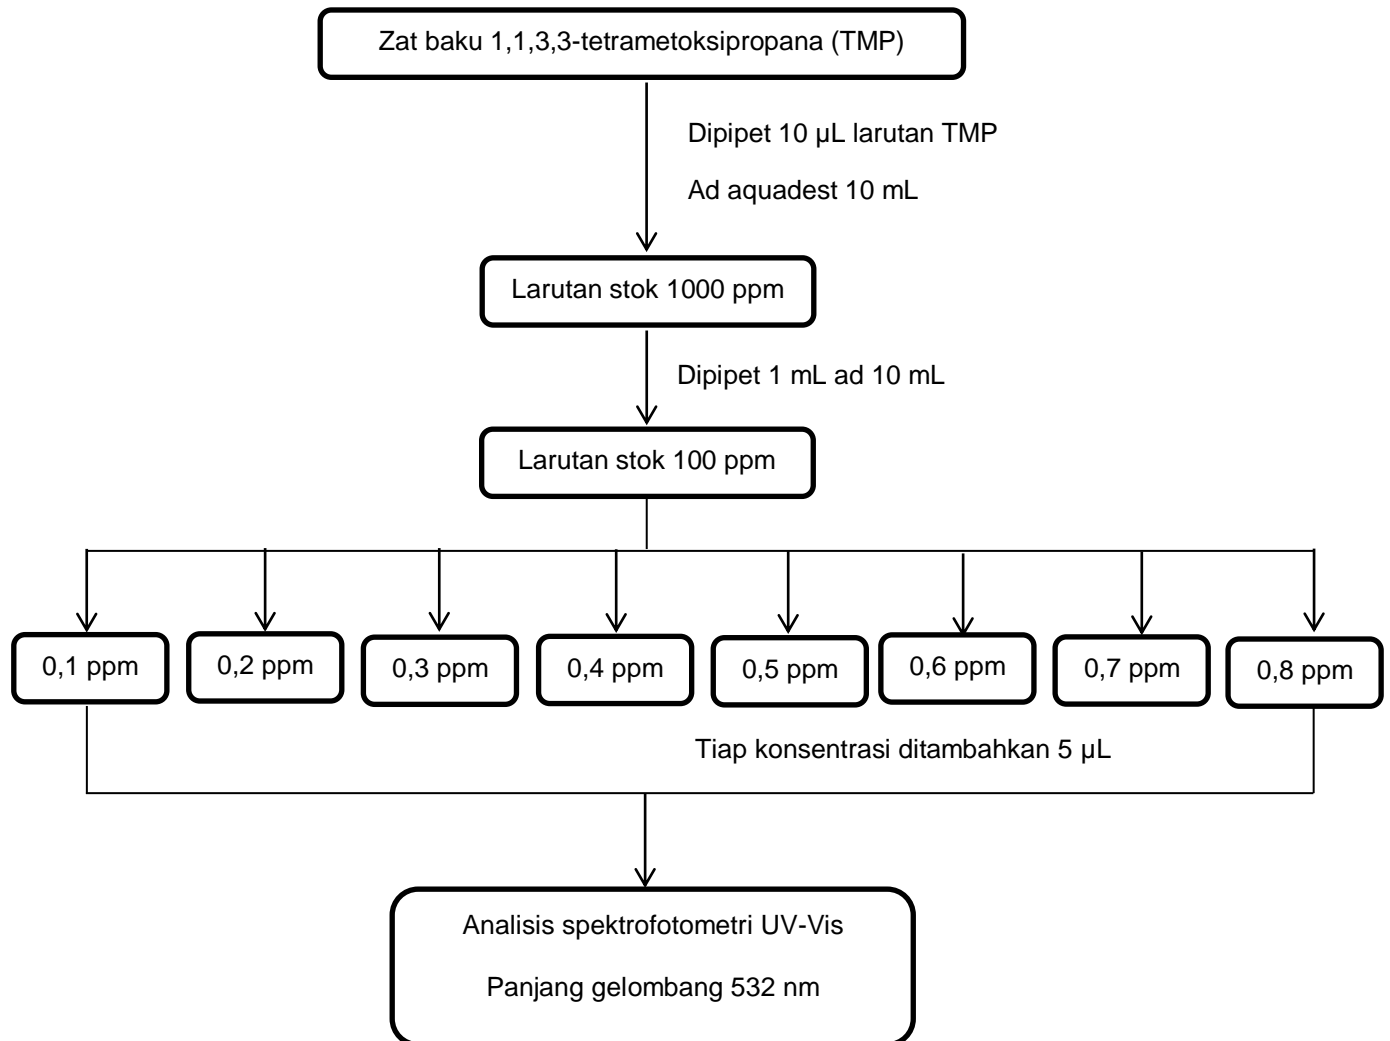 Zat baku 1,1,3,3-tetrametoksipropana (TMP)
Dipipet 10 µL larutan TMP
Ad aquadest 10 mL
Larutan stok 1000 ppm
Dipipet 1 mL ad 10 mL
Larutan stok 100 ppm
0,1 ppm
0,2 ppm
0,3 ppm
0,4 ppm
0,5 ppm
0,6 ppm
0,7 ppm
0,8 ppm
Tiap konsentrasi ditambahkan 5 µL
Analisis spektrofotometri UV-Vis
Panjang gelombang 532 nm